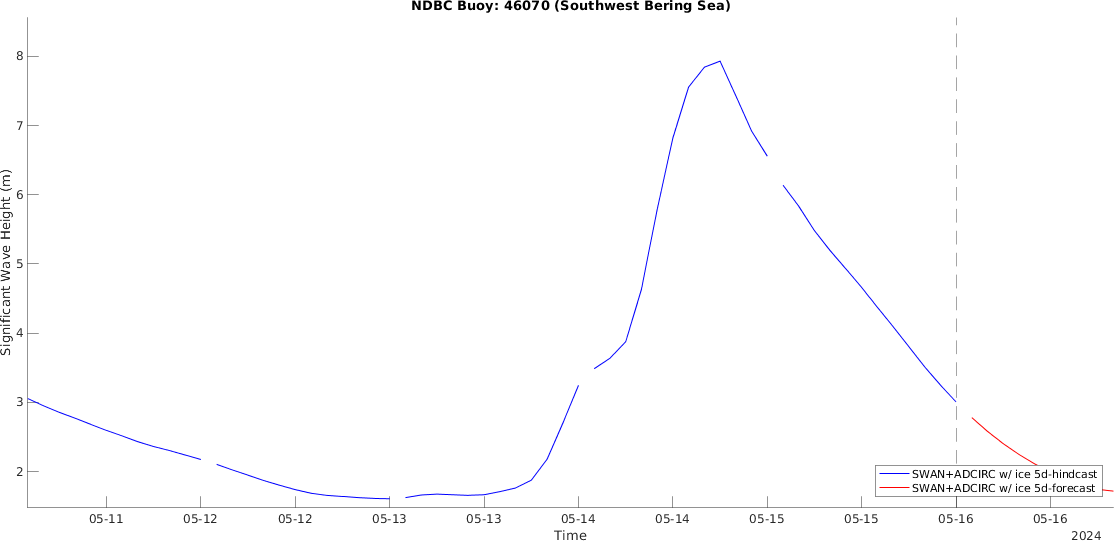 NDBC Buoy: 46070 (Southwest Bering Sea)
Significant Wave Height (m)
8
7
6
5
4
3
2
SWAN+ADCIRC w/ ice 5d-hindcast
SWAN+ADCIRC w/ ice 5d-forecast
05-11 05-12 05-12 05-13 05-13 05-14 05-14 05-15 05-15 05-16 05-16
Time
2024